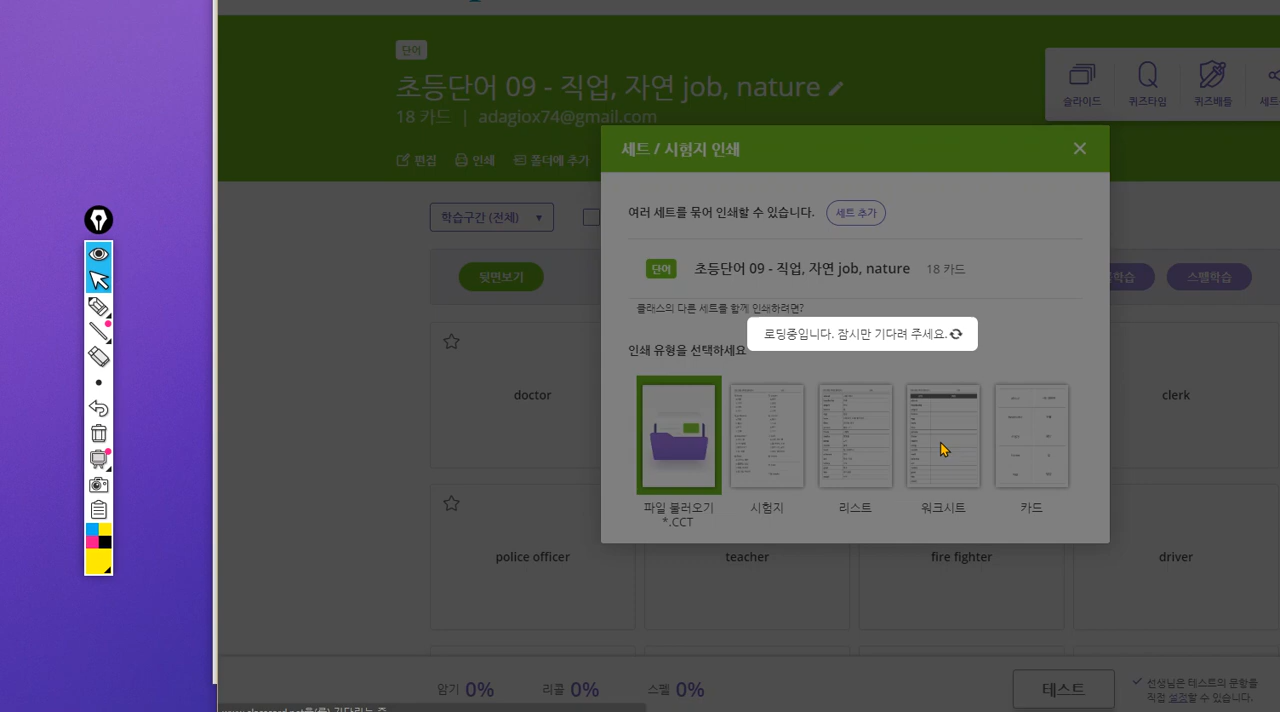 단어
초등단어 09 - 직업, 자연 job, nature
18 카드 | adagiox74@gmail.com
편집 인쇄 폴더에 추가
슬라이드 퀴즈타임 퀴즈배틀 세트
세트 / 시험지 인쇄
여러 세트를 묶어 인쇄할 수 있습니다. 세트 추가
단어 초등단어 09 - 직업, 자연 job, nature 18 카드
클래스의 다른 세트를 함께 인쇄하려면?
로딩중입니다. 잠시만 기다려 주세요.
인쇄 유형을 선택하세요
파일 불러오기
*.CCT
시험지
리스트
워크시트
카드
학습구간 (전체)
뒷면보기
학습
스펠학습
doctor
clerk
police officer
teacher
fire fighter
driver
암기 0% 리콜 0% 스펠 0%
테스트
선생님은 테스트의 문항을
직접 설정할 수 있습니다.